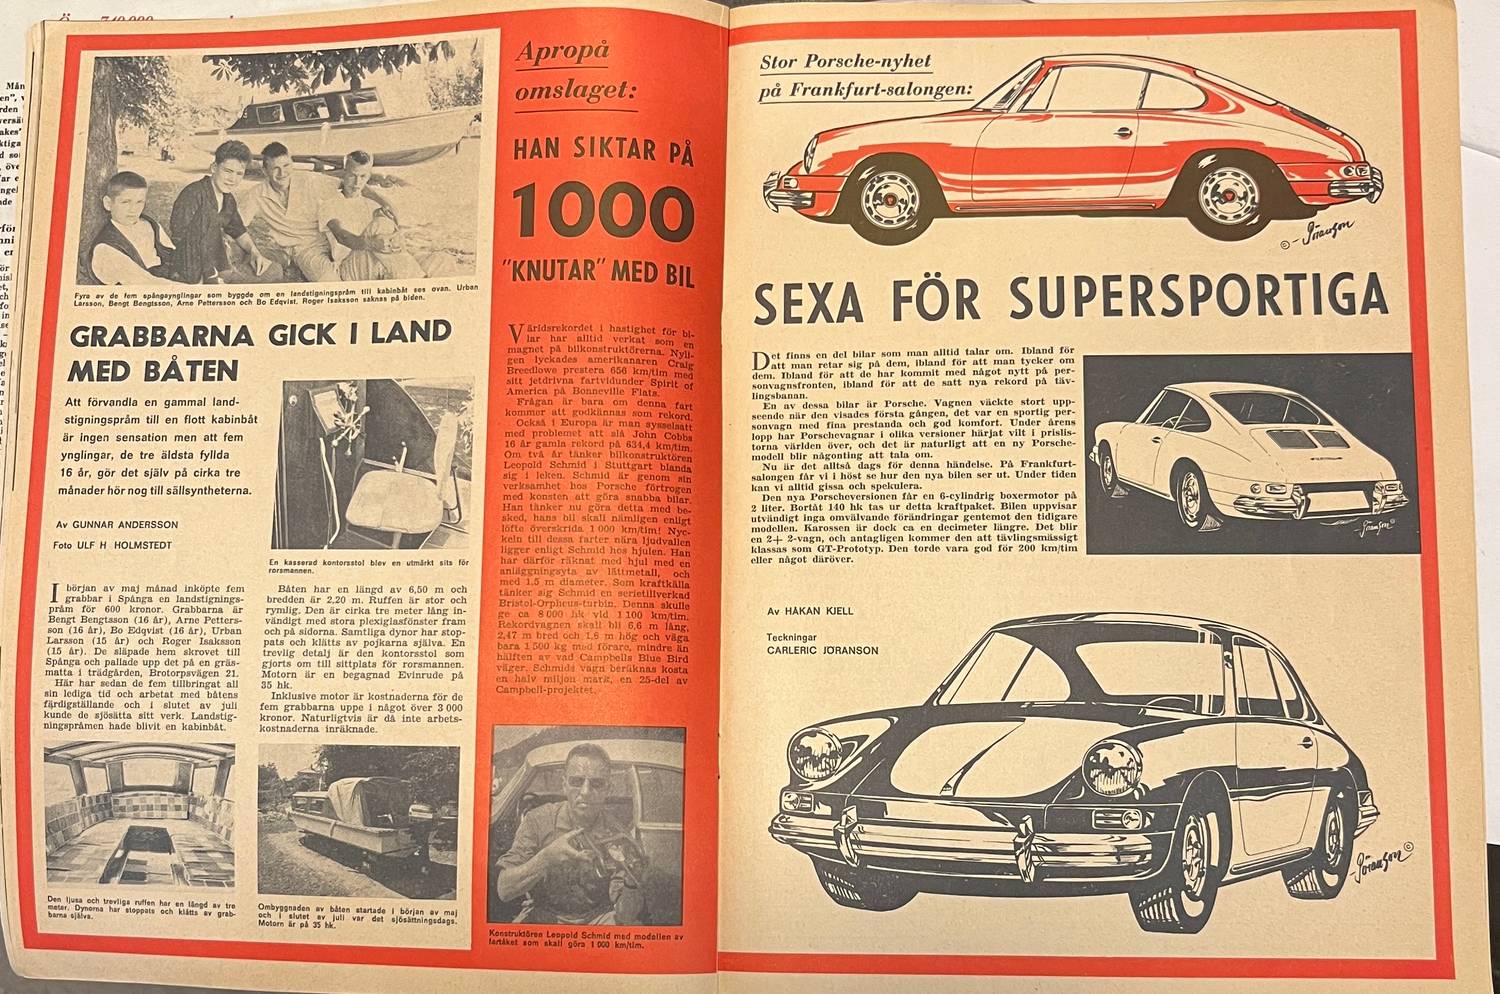 Fyra av de fem spångaynglingar som byggde om en landstigningspråm till kabinbåt ses ovan. Urban
Larsson, Bengt Bengtsson, Arne Pettersson och Bo Edqvist. Roger Isaksson saknas på biden.
GRABBARNA GICK I LAND
MED BÅTEN
Att förvandla en gammal land-
stigningspråm till en flott kabinbåt
är ingen sensation men att fem
ynglingar, de tre äldsta fyllda
16 år, gör det själv på cirka tre
månader hör nog till sällsyntheterna.
Av GUNNAR ANDERSSON
Foto ULF H HOLMSTEDT
En kasserad kontorsstol blev en utmärkt sits för
rorsmannen.
I början av maj månad inköpte fem
grabbar i Spånga en landstignings-
pråm för 600 kronor. Grabbarna är
Bengt Bengtsson (16 år), Arne Petters-
son (16 år), Bo Edqvist (16 år), Urban
Larsson (15 år) och Roger Isaksson
(15 år). De släpade hem skrovet till
Spånga och pallade upp det på en gräs-
matta i trädgården, Brotorpsvägen 21.
Här har sedan de fem tillbringat all
sin lediga tid och arbetat med båtens
färdigställande och i slutet av juli
kunde de sjösätta sitt verk. Landstig-
ningspråmen hade blivit en kabinbåt.
Båten har en längd av 6,50 m och
bredden är 2,20 m. Ruffen är stor och
rymlig. Den är cirka tre meter lång in-
vändigt med stora plexiglasfönster fram
och på sidorna. Samtliga dynor har stop-
pats och klätts av pojkarna själva. En
trevlig detalj är den kontorsstol som
gjorts om till sittplats för rorsmannen.
Motorn är en begagnad Evinrude på
35 hk.
Inklusive motor är kostnaderna för de
fem grabbarna uppe i något över 3 000
kronor. Naturligtvis är då inte arbets-
kostnaderna inräknade.
Den ljusa och trevliga ruffen har en längd av tre
meter. Dynorna har stoppats och klätts av grab-
barna själva.
Ombyggnaden av båten startade i början av maj
och i slutet av juli var det sjösättningsdags.
Motorn är på 35 hk.
Apropå
omslaget:
HAN SIKTAR PÅ
1000
"KNUTAR" MED BIL
Världsrekordet i hastighet för bi-
lar har alltid verkat som en
magnet på bilkonstruktörerna. Nyli-
gen lyckades amerikanaren Craig
Breedlowe prestera 656 km/tim med
sitt jetdrivna fartvidunder Spirit of
America på Bonneville Flats.
Frågan är bara om denna fart
kommer att godkännas som rekord.
Också i Europa är man sysselsatt
med problemet att slå John Cobbs
16 år gamla rekord på 634,4 km/tim.
Om två år tänker bilkonstruktören
Leopold Schmid i Stuttgart blanda
sig i leken. Schmid är genom sin
verksamhet hos Porsche förtrogen
med konsten att göra snabba bilar.
Han tänker nu göra detta med be-
sked, hans bil skall nämligen enligt
löfte överskrida 1 000 km/tim! Nyc-
keln till dessa farter nära ljudvallen
ligger enligt Schmid hos hjulen. Han
har därför räknat med hjul med en
anläggningsyta av lättmetall, och
med 1,5 m diameter. Som kraftkälla
tänker sig Schmid en serietillverkad
Bristol-Orpheus-turbin. Denna skulle
ge ca 8 000 hk vid 1 100 km/tim.
Rekordvagnen skall bli 6,6 m lång,
2,47 m bred och 1,6 m hög och väga
bara 1 500 kg med förare, mindre än
hälften av vad Campbells Blue Bird
väger. Schmids vagn beräknas kosta
en halv miljon mark, en 25-del av
Campbell-projektet.
Konstruktören Leopold Schmid med modellen av
fartåket som skall göra 1 000 km/tim.
Stor Porsche-nyhet
på Frankfurt-salongen:
©-Jöranson
SEXA FÖR SUPERSPORTIGA
Det finns en del bilar som man alltid talar om. Ibland för
att man retar sig på dem, ibland för att man tycker om
dem. Ibland för att de har kommit med något nytt på per-
sonvagnsfronten, ibland för att de satt nya rekord på täv-
lingsbanan.
En av dessa bilar är Porsche. Vagnen väckte stort upp-
seende när den visades första gången, det var en sportig per-
sonvagn med fina prestanda och god komfort. Under årens
lopp har Porschevagnar i olika versioner härjat vilt i prislis-
torna världen över, och det är naturligt att en ny Porsche-
modell blir någonting att tala om.
Nu är det alltså dags för denna händelse. På Frankfurt-
salongen får vi i höst se hur den nya bilen ser ut. Under tiden
kan vi alltid gissa och spekulera.
Den nya Porscheversionen får en 6-cylindrig boxermotor på
2 liter. Bortåt 140 hk tas ur detta kraftpaket. Bilen uppvisar
utvändigt inga omvälvande förändringar gentemot den tidigare
modellen. Karossen är dock ca en decimeter längre. Det blir
en 2+ 2-vagn, och antagligen kommer den att tävlingsmässigt
klassas som GT-Prototyp. Den torde vara god för 200 km/tim
eller något däröver.
Jöranson©
Av HÅKAN KJELL
Teckningar
CARLERIC JÖRANSON
-Jöranson©